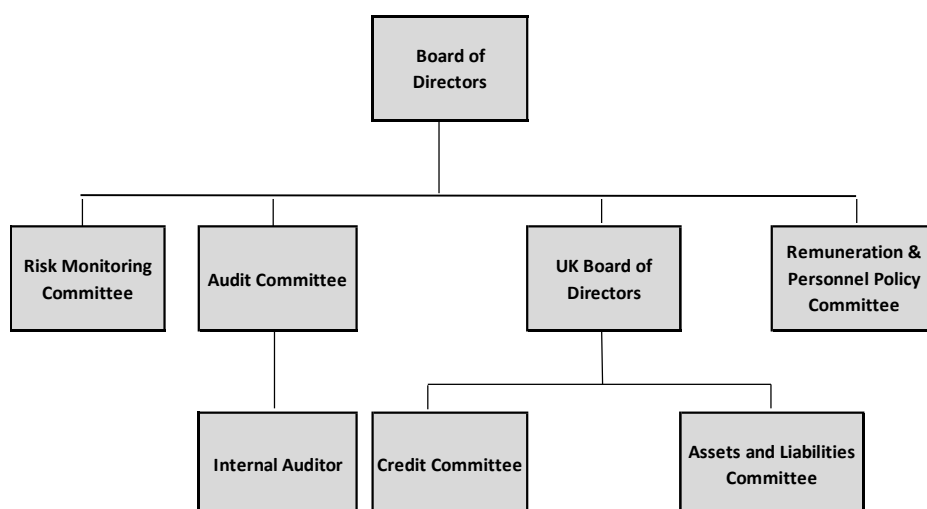 Board of
Directors
Risk Monitoring
Committee
Audit Committee
UK Board of
Directors
Remuneration &
Personnel Policy
Committee
Internal Auditor
Credit Committee
Assets and Liabilities
Committee